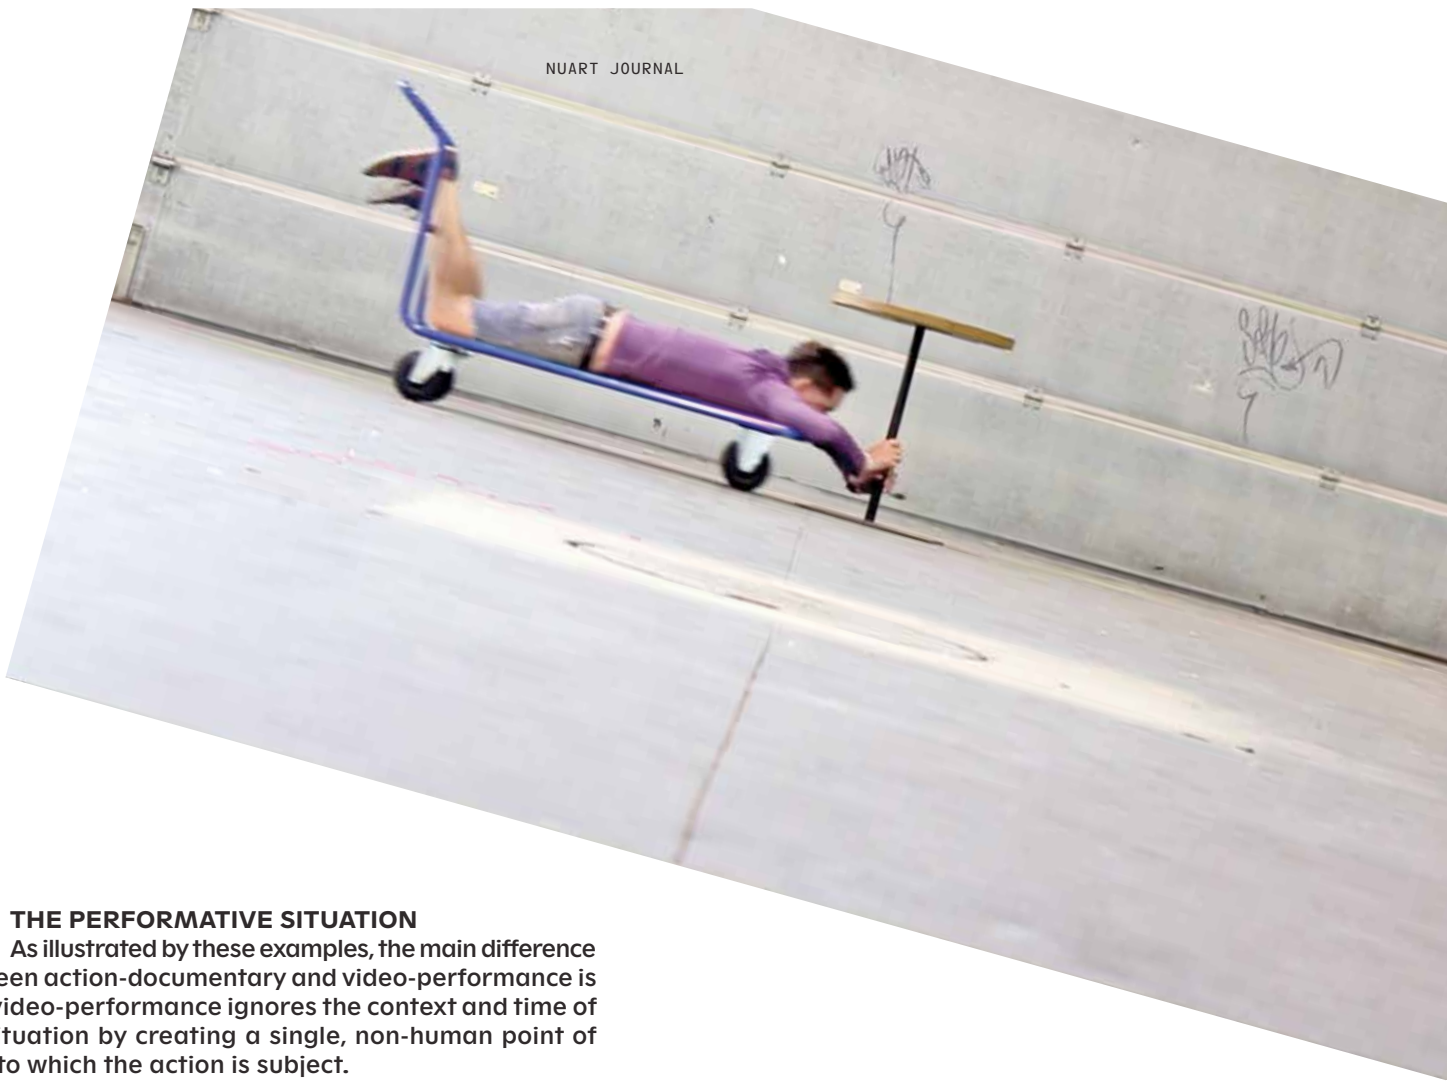 NUART JOURNAL
THE PERFORMATIVE SITUATION
As illustrated by these examples, the main difference
een action-documentary and video-performance is
video-performance ignores the context and time of
ituation by creating a single, non-human point of
to which the action is subject.